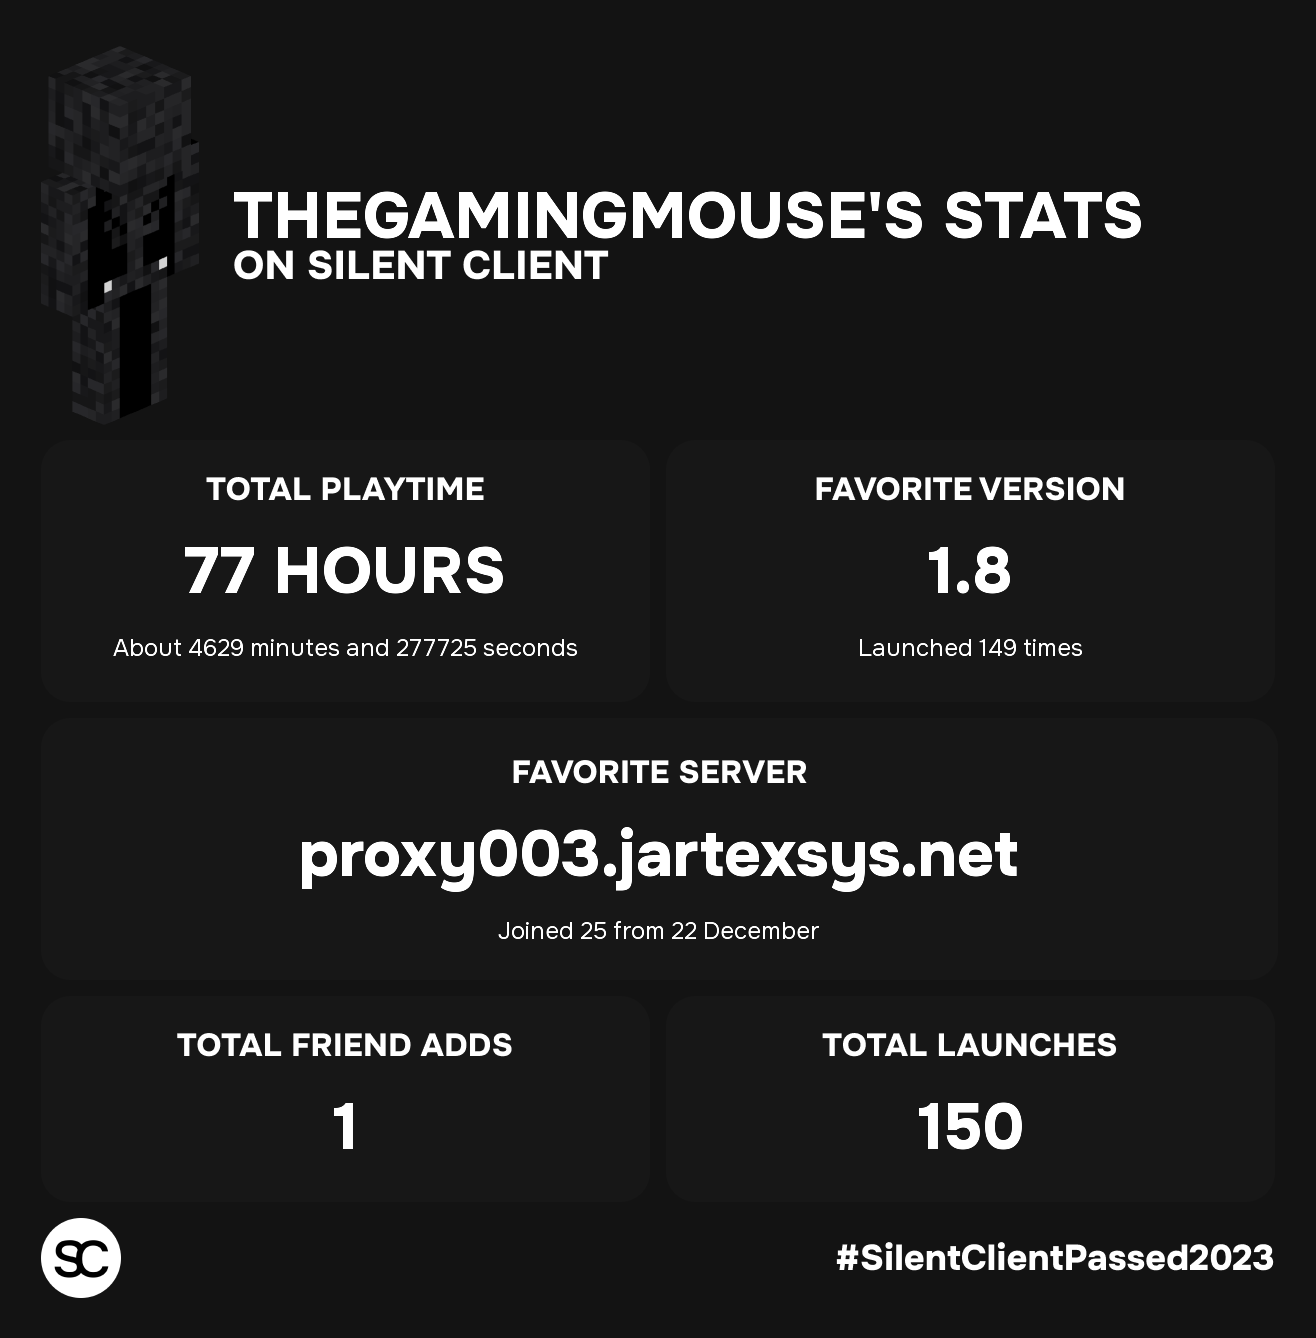 THEGAMINGMOUSE'S STATS
ON SILENT CLIENT
TOTAL PLAYTIME
77 HOURS
About 4629 minutes and 277725 seconds
FAVORITE VERSION
1.8
Launched 149 times
FAVORITE SERVER
proxy003.jartexsys.net
Joined 25 from 22 December
TOTAL FRIEND ADDS
1
TOTAL LAUNCHES
150
SC
#SilentClientPassed2023